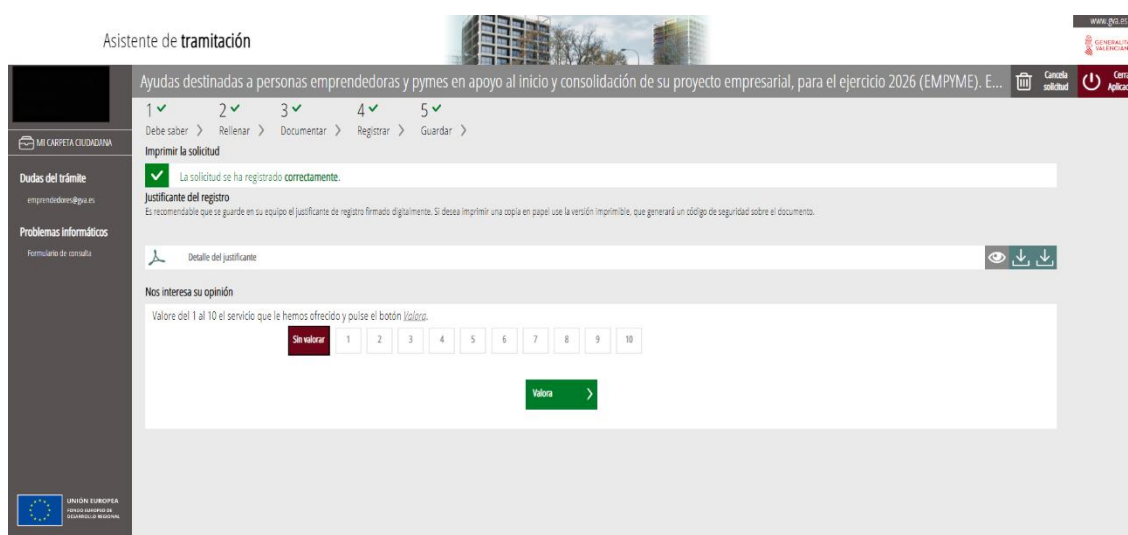 www.gva.es
Asistente de tramitación
GENERALITAT
VALENCIANA
Ayudas destinadas a personas emprendedoras y pymes en apoyo al inicio y consolidación de su proyecto empresarial, para el ejercicio 2026 (EMPYME). E...
Cancela
solicitud
Cerra
Aplicac
1 2 3 4 5
Debe saber Rellenar Documentar Registrar Guardar
MI CARPETA CIUDADANA
Imprimir la solicitud
La solicitud se ha registrado correctamente.
Dudas del trámite
emprendedores@gva.es
Justificante del registro
Es recomendable que se guarde en su equipo el justificante de registro firmado digitalmente. Si desea imprimir una copia en papel use la versión imprimible, que generará un código de seguridad sobre el documento.
Problemas informáticos
Formulario de consulta
Detalle del justificante
Nos interesa su opinión
Valore del 1 al 10 el servicio que le hemos ofrecido y pulse el botón Valora.
Sin valorar 1 2 3 4 5 6 7 8 9 10
Valora
UNIÓN EUROPEA
FONDO EUROPEO DE
DESARROLLO REGIONAL